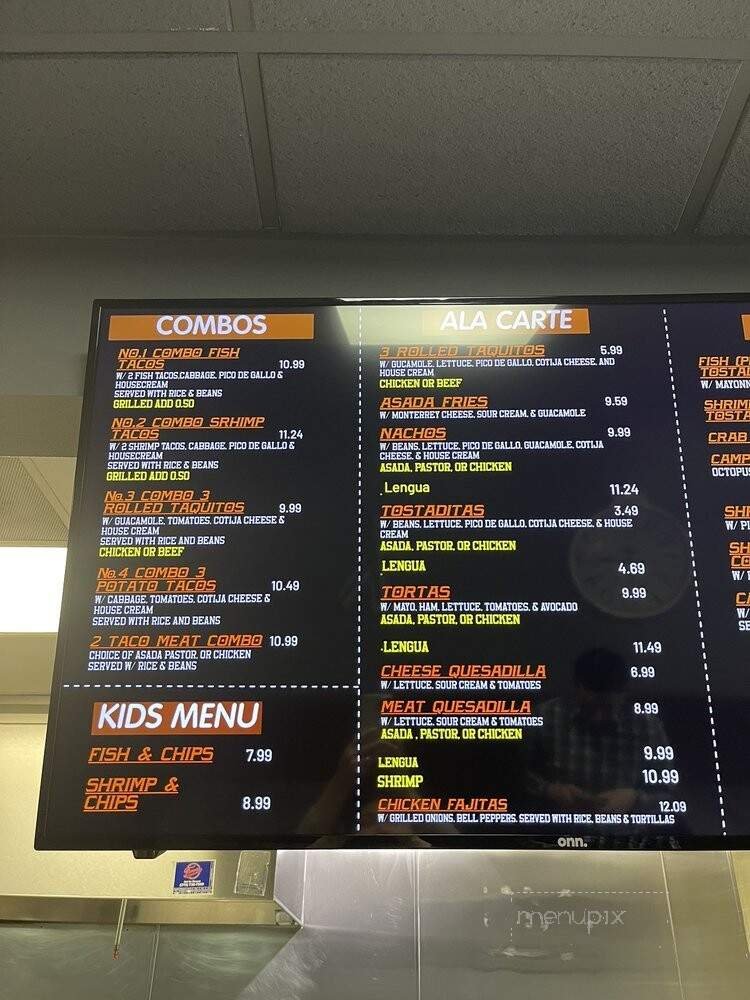 COMBOS
NO.1 COMBO FISH
TACOS 10.99
W/ 2 FISH TACOS,CABBAGE, PICO DE GALLO &
HOUSECREAM
SERVED WITH RICE & BEANS
GRILLED ADD 0.50
NO.2 COMBO SRHIMP
TACOS 11.24
W/ 2 SHRIMP TACOS, CABBAGE, PICO DE GALLO &
HOUSECREAM
SERVED WITH RICE & BEANS
GRILLED ADD 0.50
No.3 COMBO 3
ROLLED TAQUITOS 9.99
W/ GUACAMOLE, TOMATOES, COTIJA CHEESE &
HOUSE CREAM
SERVED WITH RICE AND BEANS
CHICKEN OR BEEF
No.4 COMBO 3
POTATO TACOS 10.49
W/ CABBAGE, TOMATOES, COTIJA CHEESE &
HOUSE CREAM
SERVED WITH RICE AND BEANS
2 TACO MEAT COMBO 10.99
CHOICE OF ASADA PASTOR, OR CHICKEN
SERVED W/ RICE & BEANS
KIDS MENU
FISH & CHIPS 7.99
SHRIMP &
CHIPS 8.99
ALA CARTE
3 ROLLED TAQUITOS 5.99
W/ GUCAMOLE, LETTUCE, PICO DE GALLO, COTIJA CHEESE, AND
HOUSE CREAM
CHICKEN OR BEEF
ASADA FRIES 9.59
W/ MONTERREY CHEESE, SOUR CREAM, & GUACAMOLE
NACHOS 9.99
W/ BEANS, LETTUCE, PICO DE GALLO, GUACAMOLE, COTIJA
CHEESE, & HOUSE CREAM
ASADA, PASTOR, OR CHICKEN
.Lengua 11.24
TOSTADITAS 3.49
W/ BEANS, LETTUCE, PICO DE GALLO, COTIJA CHEESE, & HOUSE
CREAM
ASADA, PASTOR, OR CHICKEN
LENGUA 4.69
TORTAS 9.99
W/ MAYO, HAM, LETTUCE, TOMATOES, & AVOCADO
ASADA, PASTOR, OR CHICKEN
.LENGUA 11.49
CHEESE QUESADILLA 6.99
W/ LETTUCE, SOUR CREAM & TOMATOES
MEAT QUESADILLA 8.99
W/ LETTUCE, SOUR CREAM & TOMATOES
ASADA , PASTOR, OR CHICKEN
LENGUA 9.99
SHRIMP 10.99
CHICKEN FAJITAS 12.09
W/ GRILLED ONIONS, BELL PEPPERS, SERVED WITH RICE, BEANS & TORTILLAS
FISH (P
TOSTA
W/ MAYONN
SHRIM
TOSTA
CRAB
CAMP
OCTOPUS
SHI
W/ P
SH
CO
W/
CA
W/
SE
onn.
menupix